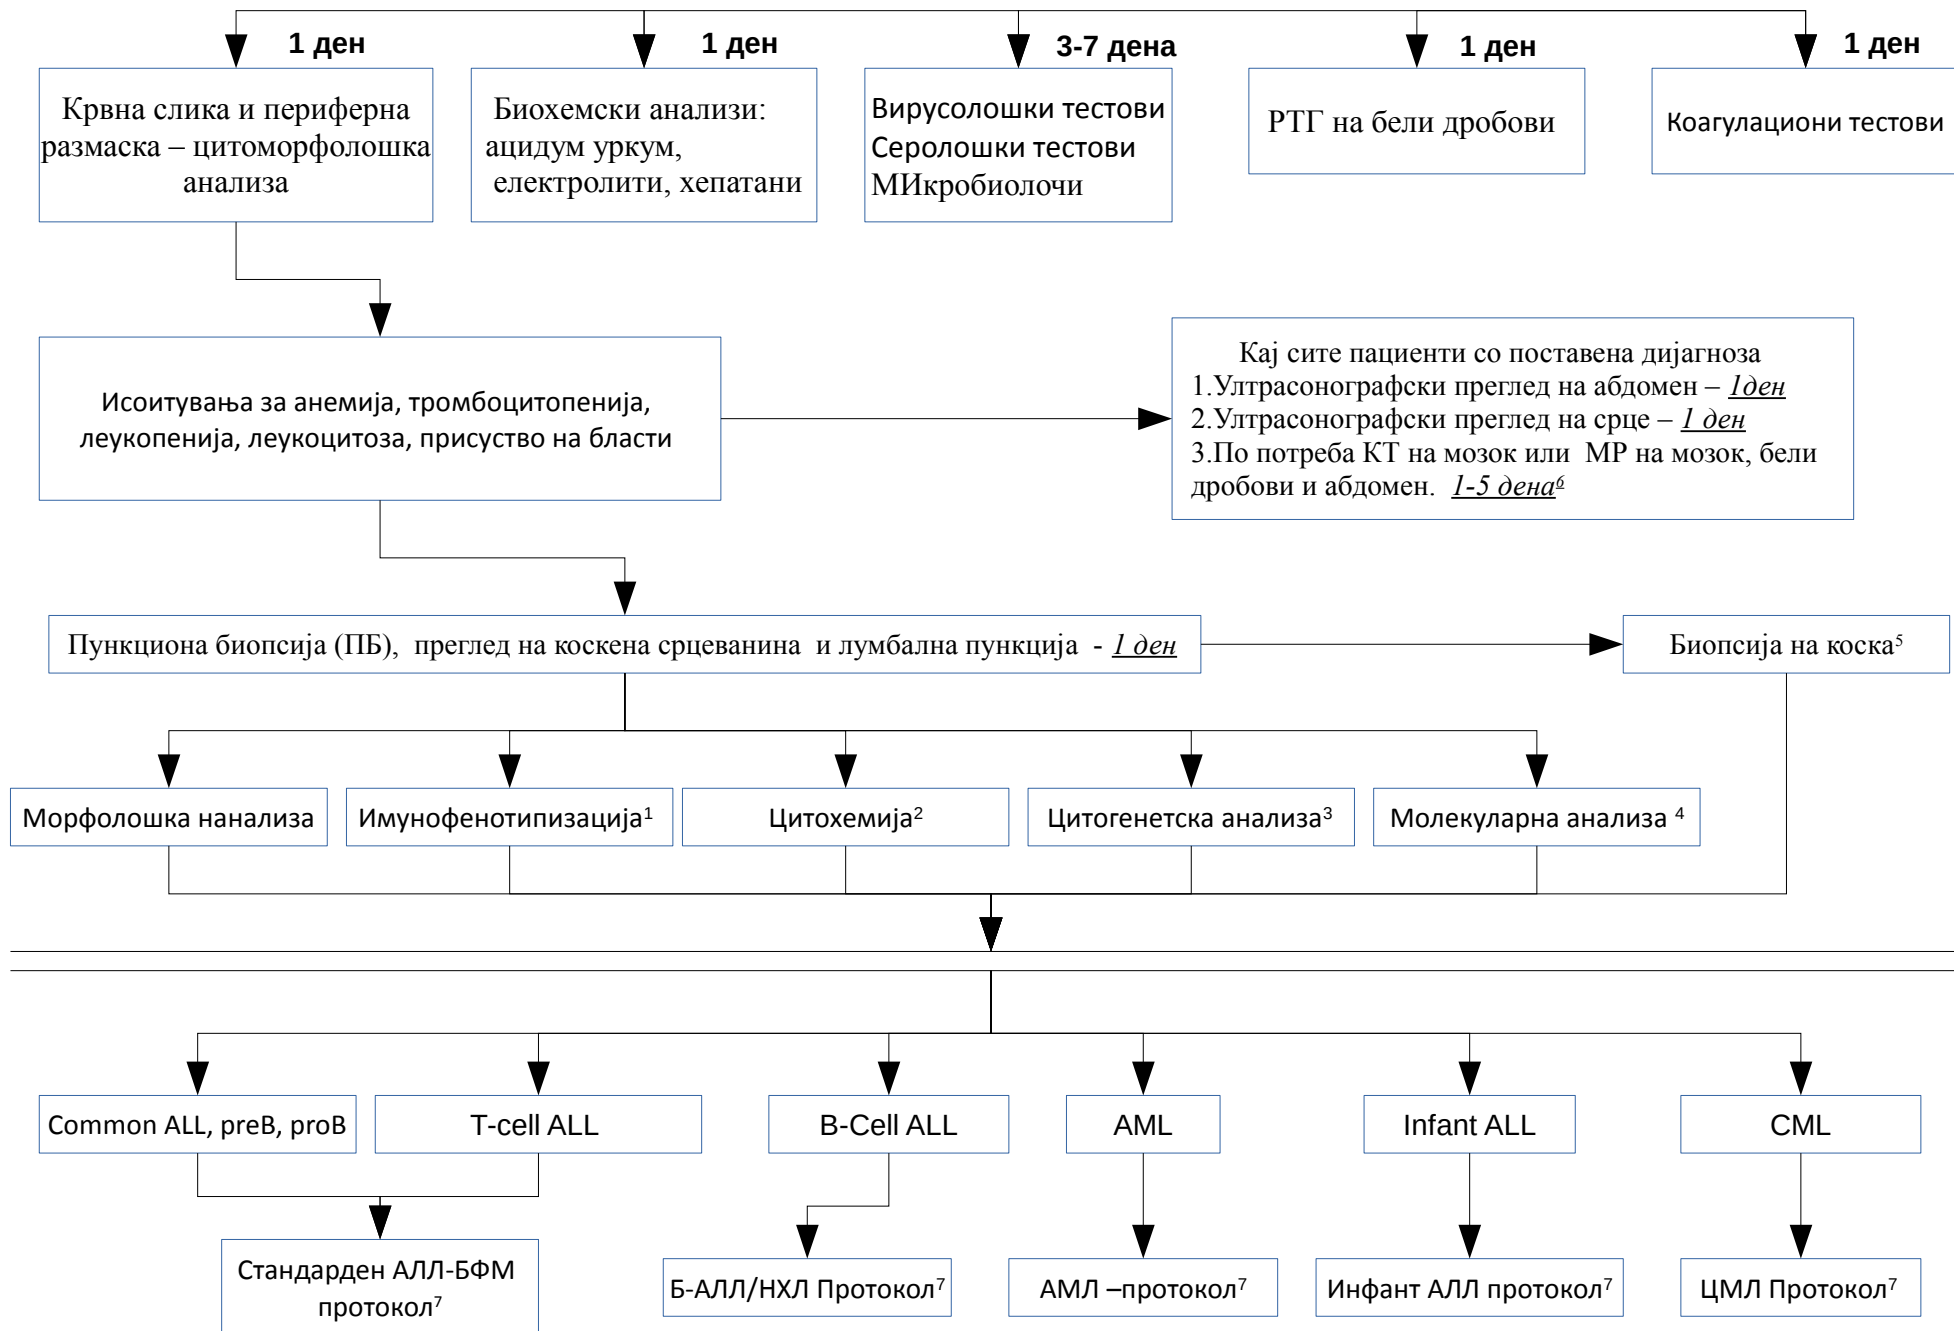 1 ден
1 ден
3-7 дена
1 ден
1 ден
Крвна слика и периферна
размаска – цитоморфолошка
анализа
Биохемски анализи:
ацидум уркум,
електролити, хепатани
Вирусолошки тестови
Серолошки тестови
МИкробиолочи
РТГ на бели дробови
Коагулациони тестови
Исоитувања за анемија, тромбоцитопенија,
леукопенија, леукоцитоза, присуство на бласти
Кај сите пациенти со поставена дијагноза
1.Ултрасонографски преглед на абдомен – 1ден
2.Ултрасонографски преглед на срце – 1 ден
3.По потреба КТ на мозок или МР на мозок, бели
дробови и абдомен. 1-5 дена⁶
Пункциона биопсија (ПБ), преглед на коскена срцевина и лумбална пункција - 1 ден
Биопсија на коска⁵
Морфолошка нанализа
Имунофенотипизација¹
Цитохемија²
Цитогенетска анализа³
Молекуларна анализа ⁴
Common ALL, preB, proB
T-cell ALL
B-Cell ALL
AML
Infant ALL
CML
Стандарден АЛЛ-БФМ
протокол⁷
Б-АЛЛ/НХЛ Протокол⁷
АМЛ –протокол⁷
Инфант АЛЛ протокол⁷
ЦМЛ Протокол⁷